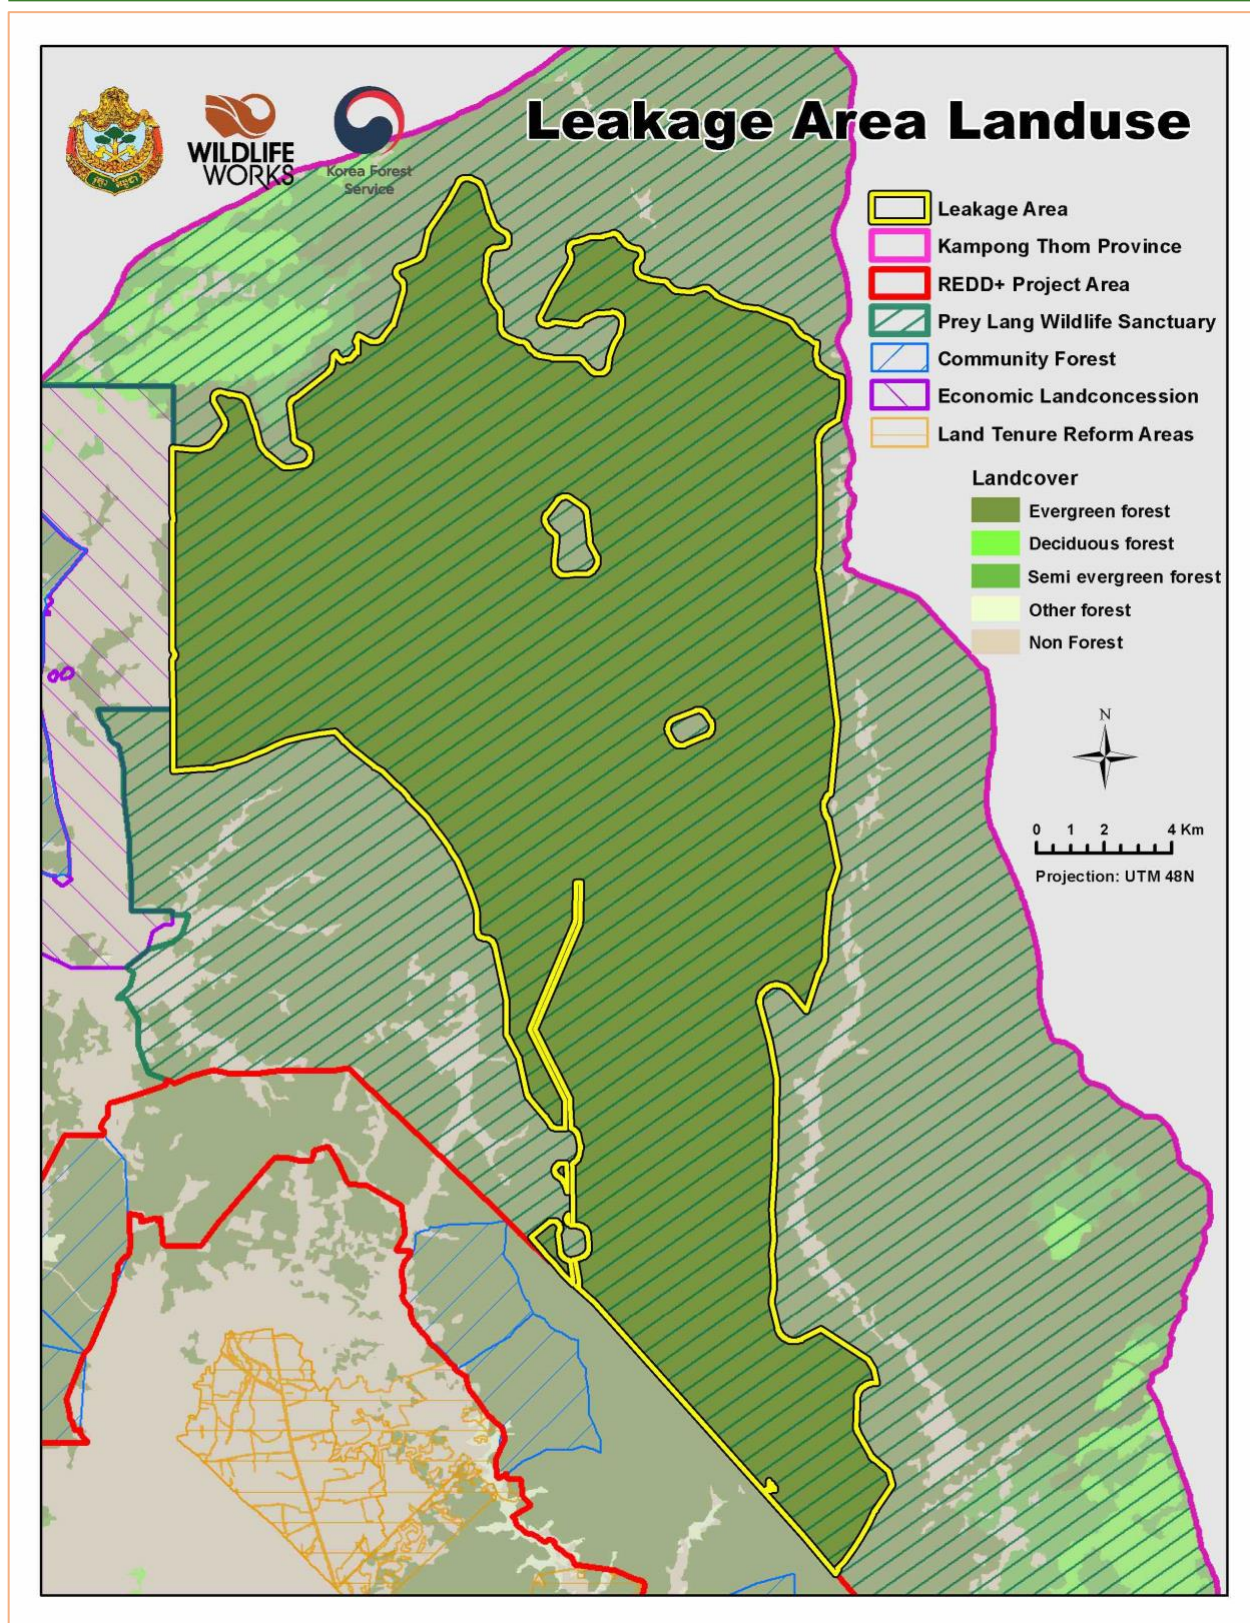 Leakage Area Landuse
WILDLIFE
WORKS
Korea Forest
Service
Leakage Area
Kampong Thom Province
REDD+ Project Area
Prey Lang Wildlife Sanctuary
Community Forest
Economic Landconcession
Land Tenure Reform Areas
Landcover
Evergreen forest
Deciduous forest
Semi evergreen forest
Other forest
Non Forest
N
0 1 2 4 Km
Projection: UTM 48N